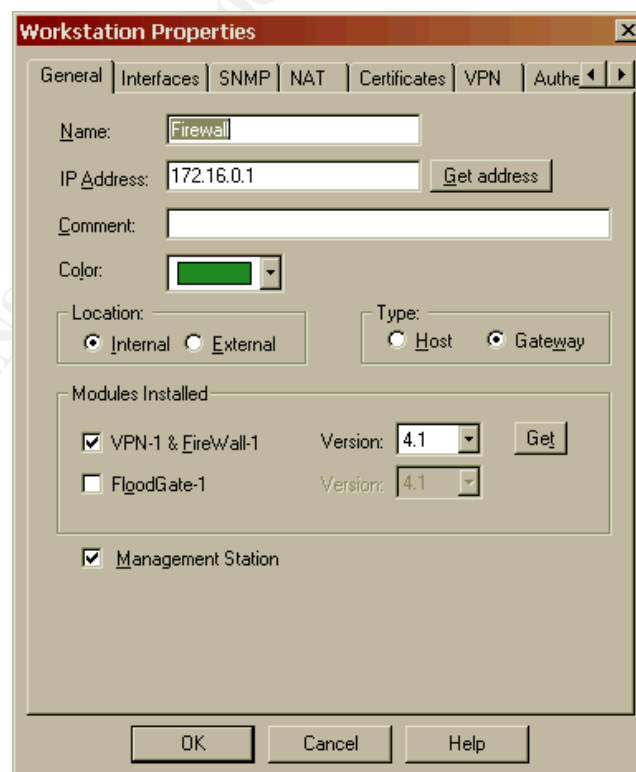 Workstation Properties
General Interfaces SNMP NAT Certificates VPN Authe
Name: Firewall
IP Address: 172.16.0.1 Get address
Comment:
Color:
Location:
Internal External
Type:
Host Gateway
Modules Installed
VPN-1 & FireWall-1 Version: 4.1 Get
FloodGate-1 Version: 4.1
Management Station
OK Cancel Help